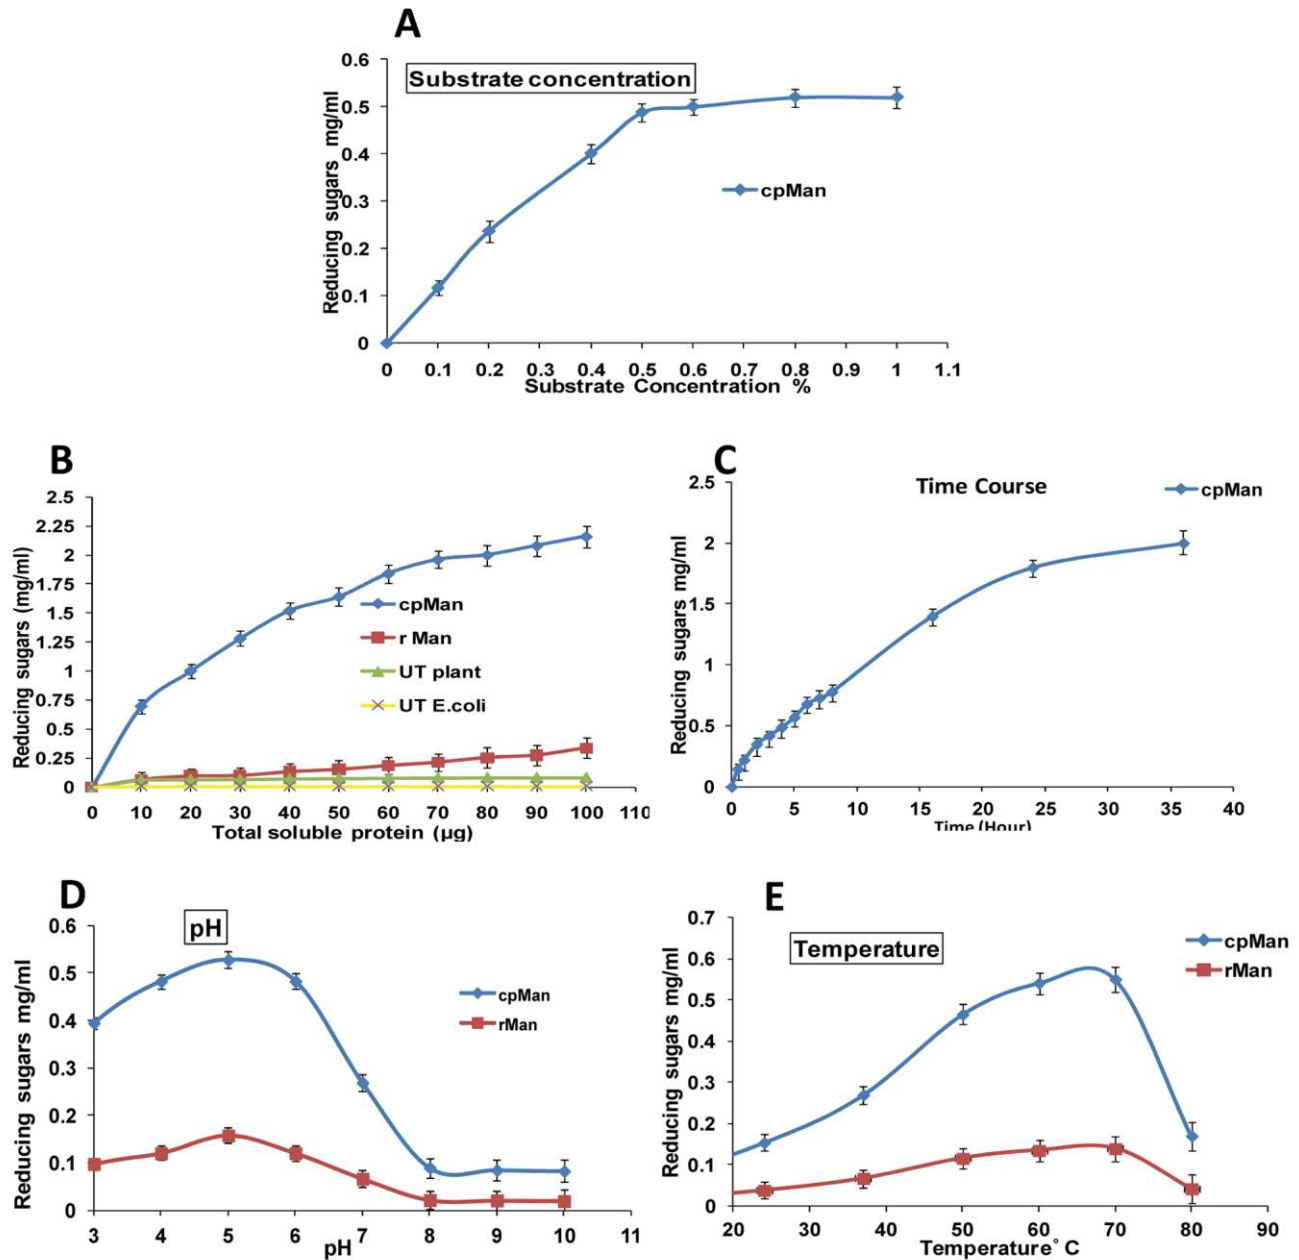 A
Substrate concentration
Reducing sugars mg/ml
0.6
0.5
0.4
0.3
0.2
0.1
0
cpMan
0 0.1 0.2 0.3 0.4 0.5 0.6 0.7 0.8 0.9 1 1.1
Substrate Concentration %
B
Reducing sugars (mg/ml)
2.5
2.25
2
1.75
1.5
1.25
1
0.75
0.5
0.25
0
cpMan
r Man
UT plant
UT E.coli
0 10 20 30 40 50 60 70 80 90 100 110
Total soluble protein (µg)
C
Time Course
cpMan
Reducing sugars mg/ml
2.5
2
1.5
1
0.5
0
0 5 10 15 20 25 30 35 40
Time (Hour)
D
pH
Reducing sugars mg/ml
0.6
0.5
0.4
0.3
0.2
0.1
0
cpMan
rMan
3 4 5 6 7 8 9 10 11
pH
E
Temperature
cpMan
rMan
Reducing sugars mg/ml
0.7
0.6
0.5
0.4
0.3
0.2
0.1
0
20 30 40 50 60 70 80 90
Temperature° C